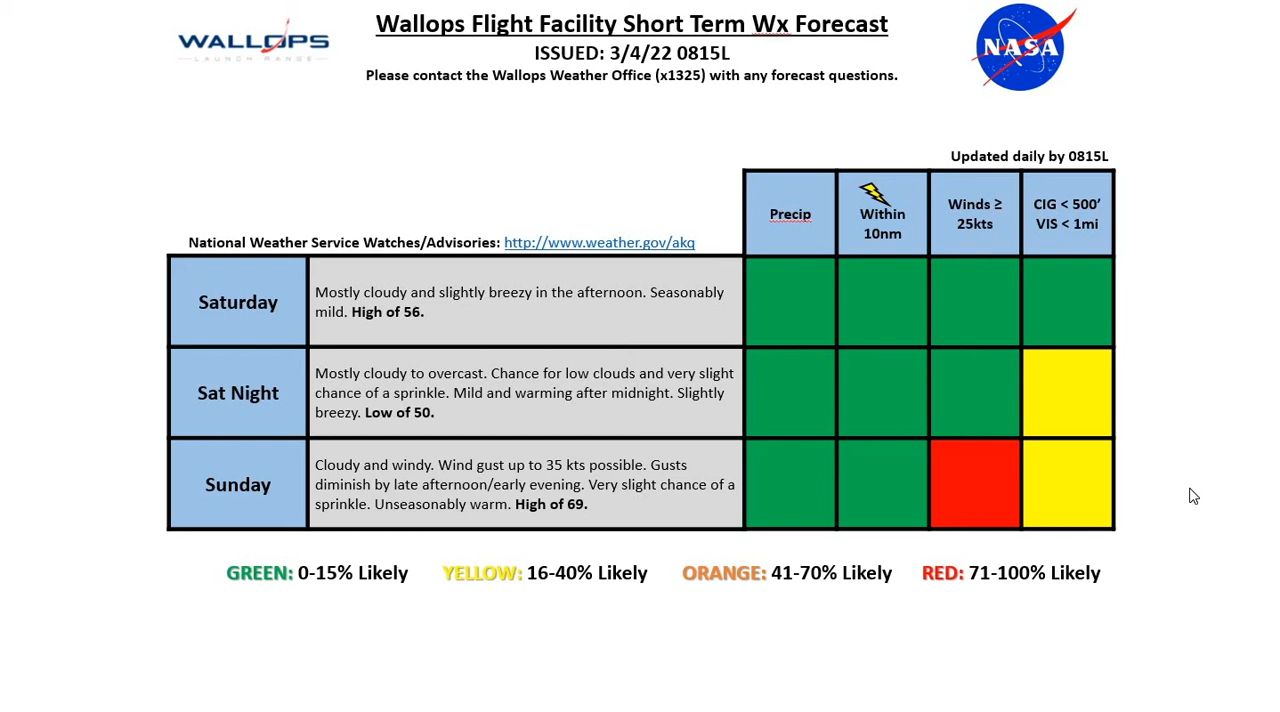 WALLOPS
LAUNCH RANGE
Wallops Flight Facility Short Term Wx Forecast
ISSUED: 3/4/22 0815L
Please contact the Wallops Weather Office (x1325) with any forecast questions.
NASA
Updated daily by 0815L
National Weather Service Watches/Advisories: http://www.weather.gov/akq
Precip
Within
10nm
Winds ≥
25kts
CIG < 500’
VIS < 1mi
Saturday
Mostly cloudy and slightly breezy in the afternoon. Seasonably
mild. High of 56.
Sat Night
Mostly cloudy to overcast. Chance for low clouds and very slight
chance of a sprinkle. Mild and warming after midnight. Slightly
breezy. Low of 50.
Sunday
Cloudy and windy. Wind gust up to 35 kts possible. Gusts
diminish by late afternoon/early evening. Very slight chance of a
sprinkle. Unseasonably warm. High of 69.
GREEN: 0-15% Likely YELLOW: 16-40% Likely ORANGE: 41-70% Likely RED: 71-100% Likely